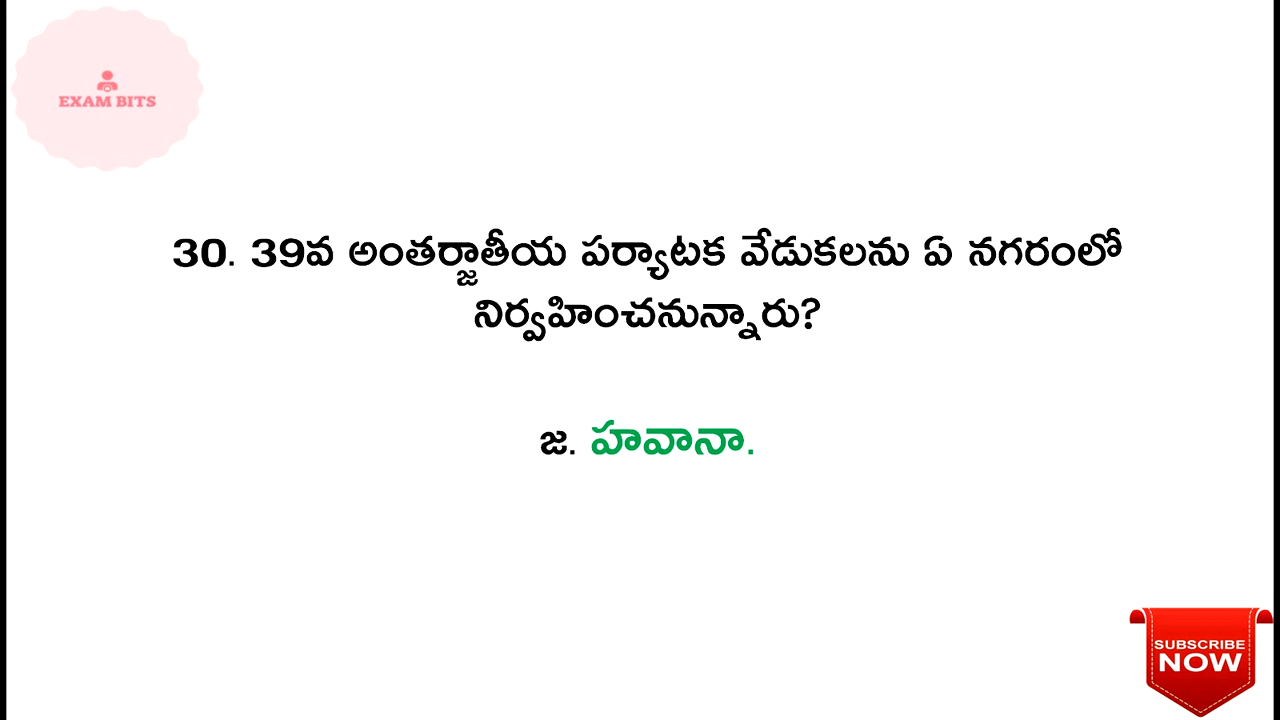 EXAM BITS
30. 39వ అంతర్జాతీయ పర్యాటక వేడుకలను ఏ నగరంలో
నిర్వహించనున్నారు?
జ. హవానా.
SUBSCRIBE
NOW